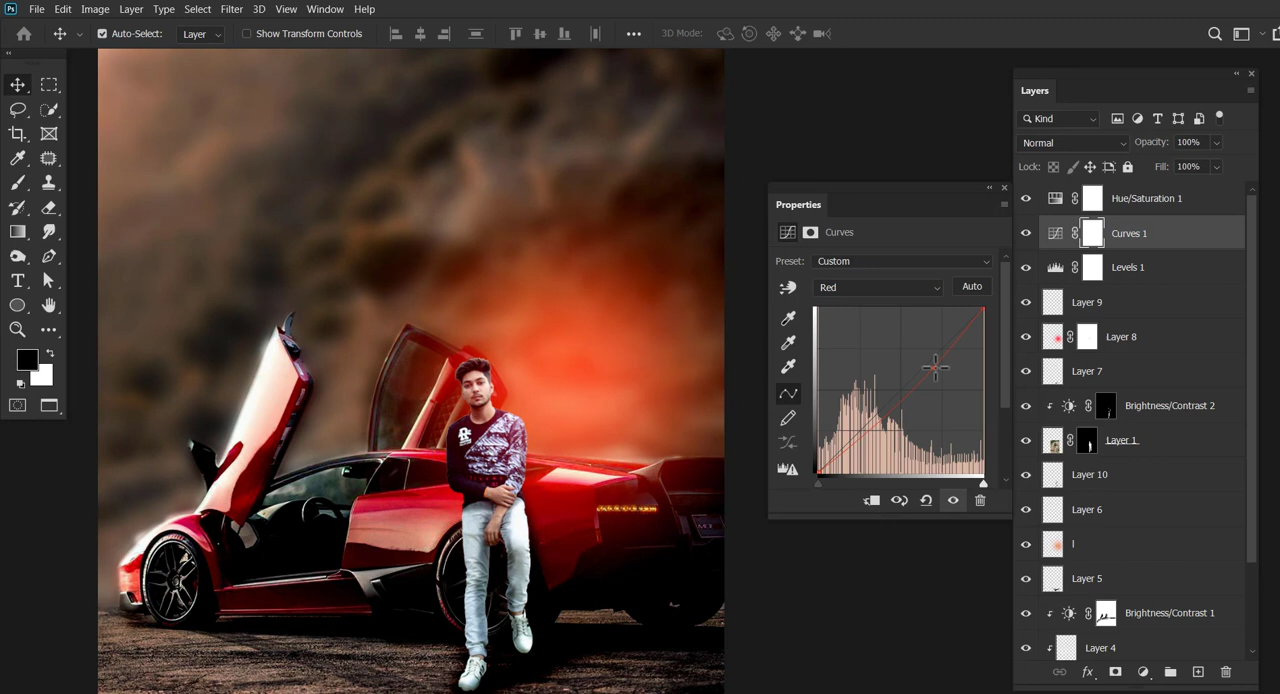 Ps File Edit Image Layer Type Select Filter 3D View Window Help
Auto-Select: Layer Show Transform Controls 3D Mode:
Layers
Kind
Normal Opacity: 100%
Lock: Fill: 100%
Hue/Saturation 1
Curves 1
Levels 1
Layer 9
Layer 8
Layer 7
Brightness/Contrast 2
Layer 1
Layer 10
Layer 6
l
Layer 5
Brightness/Contrast 1
Layer 4
fx
Properties
Curves
Preset: Custom
Red Auto